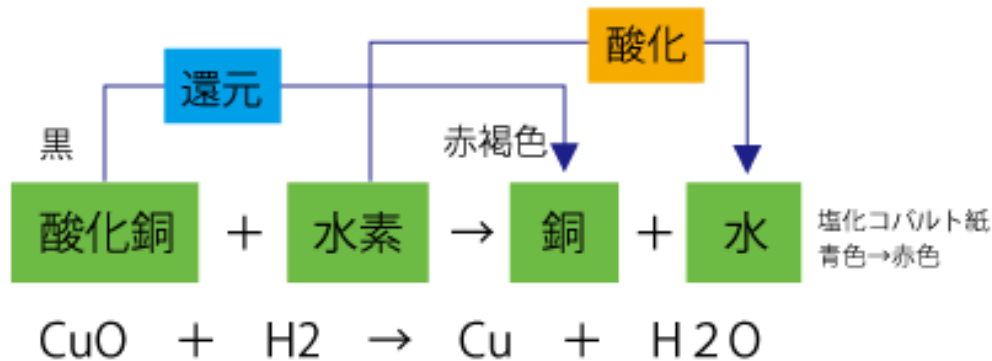 酸化
還元
黒
赤褐色
酸化銅 + 水素 → 銅 + 水
塩化コバルト紙
青色→赤色
CuO + H2 → Cu + H2O